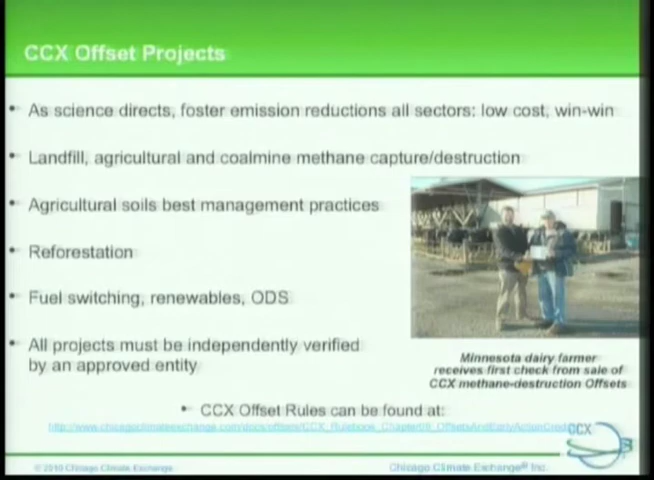 CCX Offset Projects
• As science directs, foster emission reductions all sectors: low cost, win-win
• Landfill, agricultural and coalmine methane capture/destruction
• Agricultural soils best management practices
• Reforestation
• Fuel switching, renewables, ODS
• All projects must be independently verified
by an approved entity
Minnesota dairy farmer
receives first check from sale of
CCX methane-destruction Offsets
• CCX Offset Rules can be found at:
CCX
© 2010 Chicago Climate Exchange
Chicago Climate Exchange® Inc.